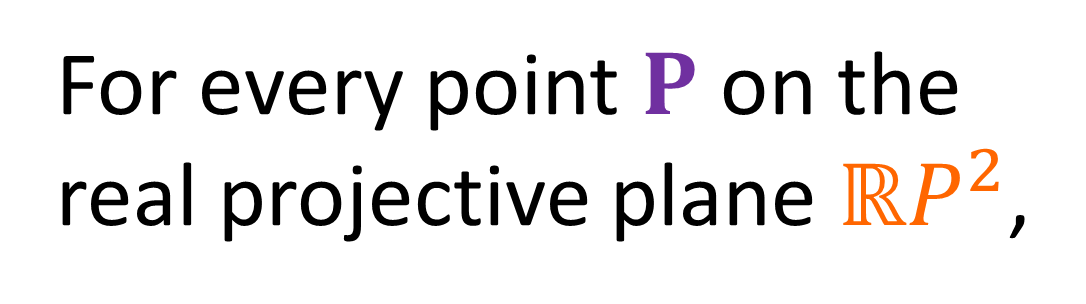 For every point P on the
real projective plane ℝP²,